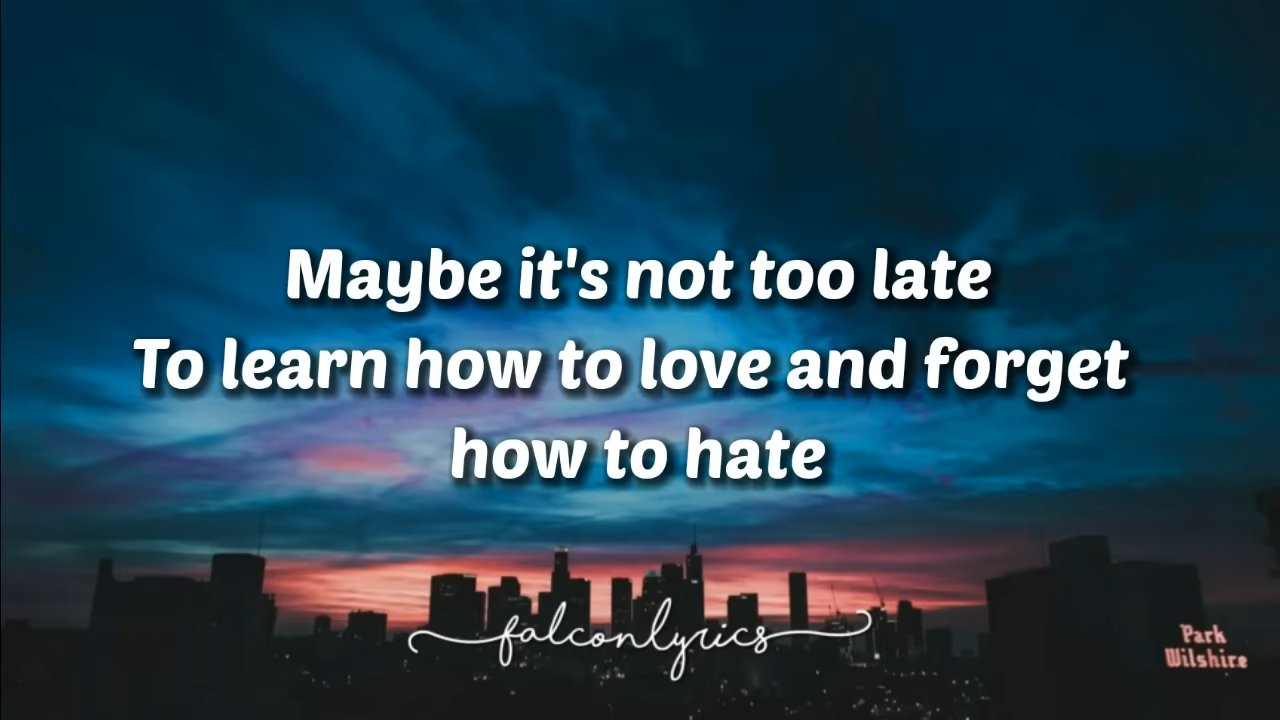 Maybe it's not too late
To learn how to love and forget
how to hate
falconlyrics
Park
Wilshire